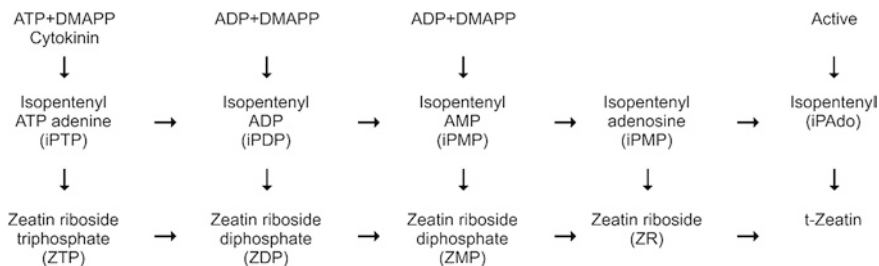 ATP+DMAPP
Cytokinin
ADP+DMAPP
ADP+DMAPP
Active
Isopentenyl
ATP adenine
(iPTP)
Isopentenyl
ADP
(iPDP)
Isopentenyl
AMP
(iPMP)
Isopentenyl
adenosine
(iPMP)
Isopentenyl
(iPAdo)
Zeatin riboside
triphosphate
(ZTP)
Zeatin riboside
diphosphate
(ZDP)
Zeatin riboside
diphosphate
(ZMP)
Zeatin riboside
(ZR)
t-Zeatin